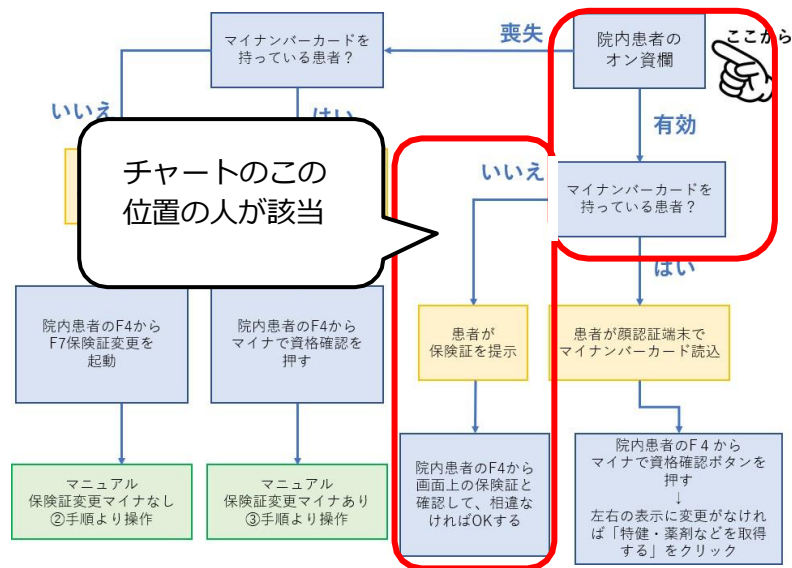 マイナンバーカードを
持っている患者？
喪失
院内患者の
オン資欄
ここから
いいえ
はい
有効
チャートのこの
位置の人が該当
いいえ
マイナンバーカードを
持っている患者？
はい
院内患者のF4から
F7保険証変更を
起動
院内患者のF4から
マイナで資格確認を
押す
患者が
保険証を提示
患者が顔認証端末で
マイナンバーカード読込
マニュアル
保険証変更マイナなし
②手順より操作
マニュアル
保険証変更マイナあり
③手順より操作
院内患者のF4から
画面上の保険証と
確認して、相違な
ければOKする
院内患者のF４から
マイナで資格確認ボタンを
押す
↓
左右の表示に変更がなけれ
ば「特健・薬剤などを取得
する」をクリック